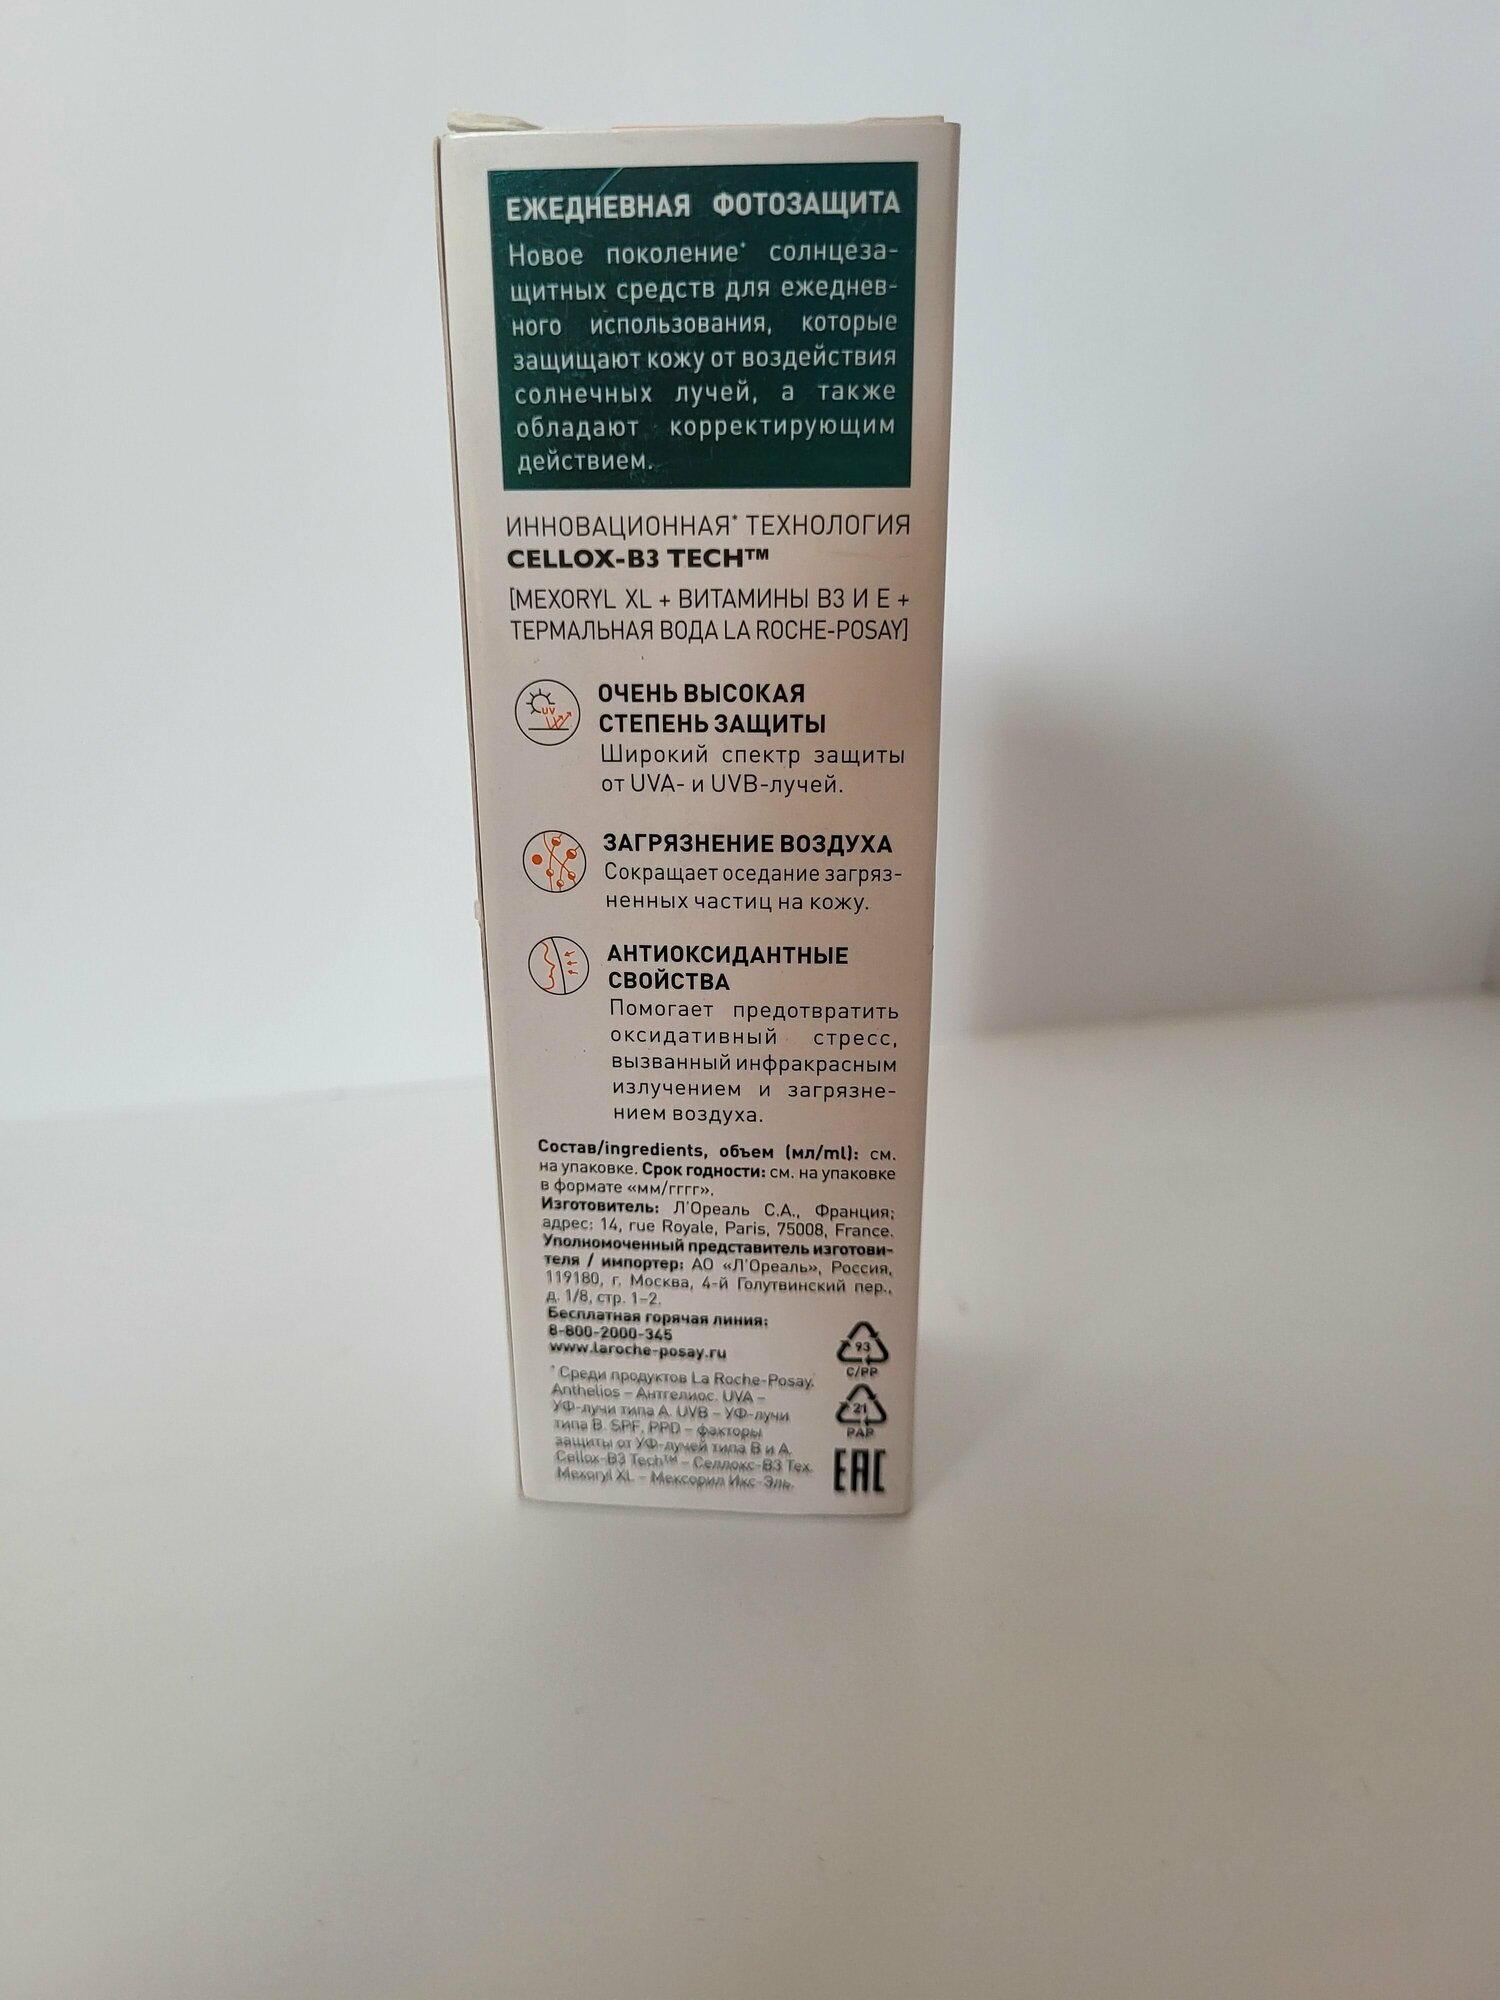 ЕЖЕДНЕВНАЯ ФОТОЗАЩИТА
Новое поколение* солнцеза-
щитных средств для ежеднев-
ного использования, которые
защищают кожу от воздействия
солнечных лучей, а также
обладают корректирующим
действием.
ИННОВАЦИОННАЯ* ТЕХНОЛОГИЯ
CELLOX-B3 TECH™
[MEXORYL XL + ВИТАМИНЫ В3 И Е +
ТЕРМАЛЬНАЯ ВОДА LA ROCHE-POSAY]
UV
ОЧЕНЬ ВЫСОКАЯ
СТЕПЕНЬ ЗАЩИТЫ
Широкий спектр защиты
от UVA- и UVB-лучей.
ЗАГРЯЗНЕНИЕ ВОЗДУХА
Сокращает оседание загряз-
ненных частиц на кожу.
АНТИОКСИДАНТНЫЕ
СВОЙСТВА
Помогает предотвратить
оксидативный стресс,
вызванный инфракрасным
излучением и загрязне-
нием воздуха.
Состав/ingredients, объем (мл/ml): см.
на упаковке. Срок годности: см. на упаковке
в формате «мм/гггг».
Изготовитель: Л'Ореаль С.А., Франция;
адрес: 14, rue Royale, Paris, 75008, France.
Уполномоченный представитель изготови-
теля / импортер: АО «Л'Ореаль», Россия,
119180, г. Москва, 4-й Голутвинский пер.,
д. 1/8, стр. 1–2.
Бесплатная горячая линия:
8-800-2000-345
www.laroche-posay.ru
* Среди продуктов La Roche-Posay.
Anthelios – Антгелиос. UVA –
УФ-лучи типа А. UVB – УФ-лучи
типа В. SPF, PPD – факторы
защиты от УФ-лучей типа В и А.
Cellox-B3 Tech™ – Селлокс-В3 Тех.
Mexoryl XL – Мексорил Икс-Эль.
93
C/PP
21
PAP
EAC